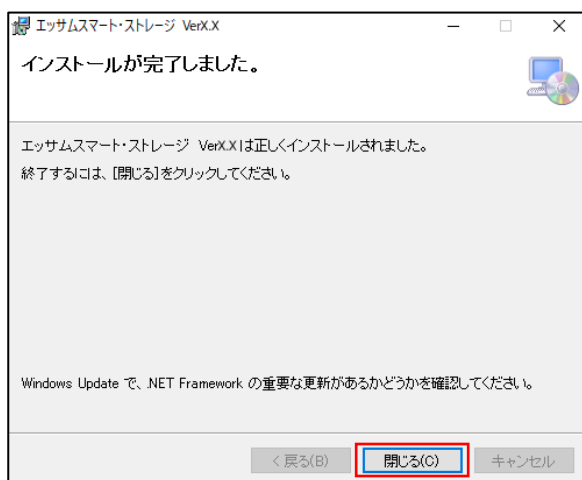 エッサムスマート・ストレージ VerX.X
インストールが完了しました。
エッサムスマート・ストレージ VerX.Xは正しくインストールされました。
終了するには、[閉じる]をクリックしてください。
Windows Update で、.NET Framework の重要な更新があるかどうかを確認してください。
< 戻る(B) 閉じる(C) キャンセル